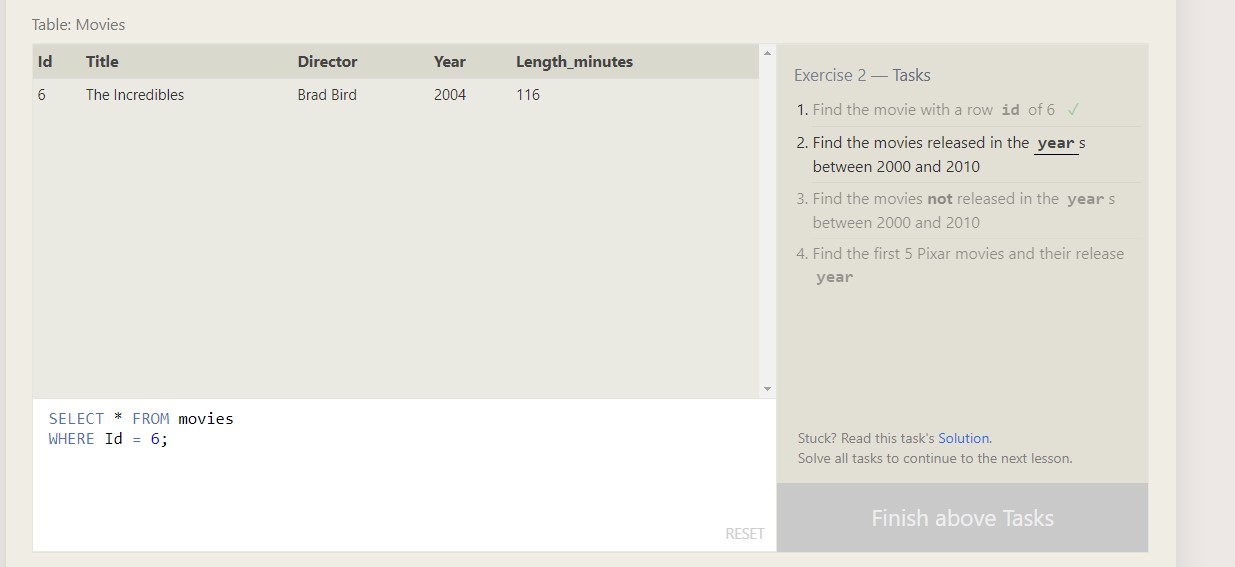 Table: Movies
Id Title Director Year Length_minutes
6 The Incredibles Brad Bird 2004 116
SELECT * FROM movies
WHERE Id = 6;
RESET
Exercise 2 — Tasks
1. Find the movie with a row id of 6 ✓
2. Find the movies released in the year s
between 2000 and 2010
3. Find the movies not released in the year s
between 2000 and 2010
4. Find the first 5 Pixar movies and their release
year
Stuck? Read this task's Solution.
Solve all tasks to continue to the next lesson.
Finish above Tasks